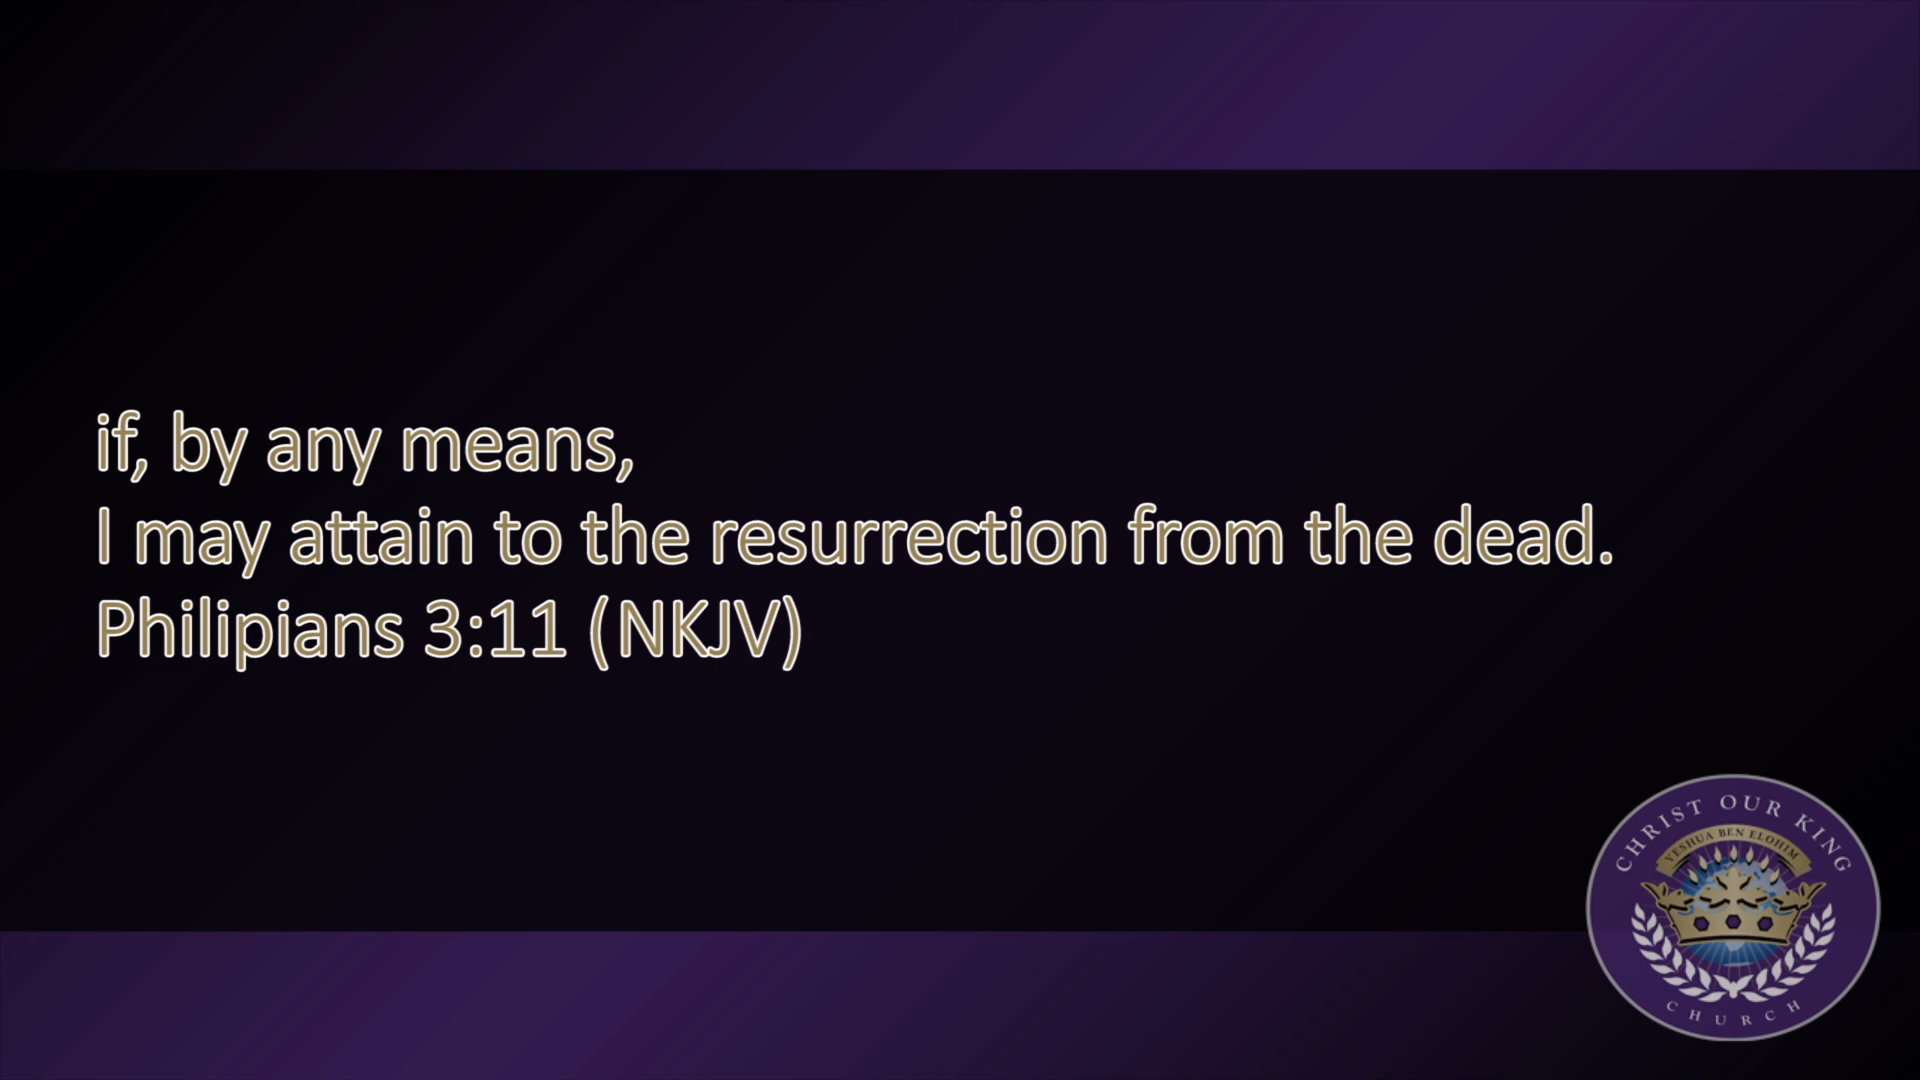 if, by any means,
I may attain to the resurrection from the dead.
Philipians 3:11 (NKJV)
CHRIST OUR KING
YESHUA BEN ELOHIM
CHURCH